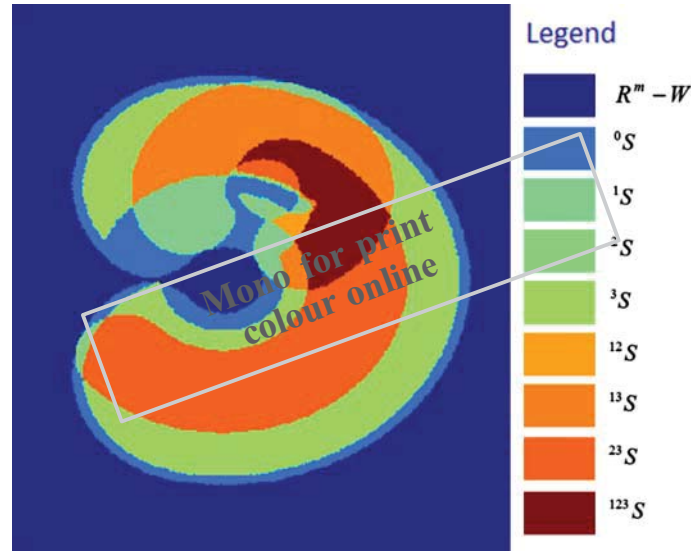 Legend
R^m − W
^0S
^1S
^2S
^3S
^12S
^13S
^23S
^123S
Mono for print
colour online